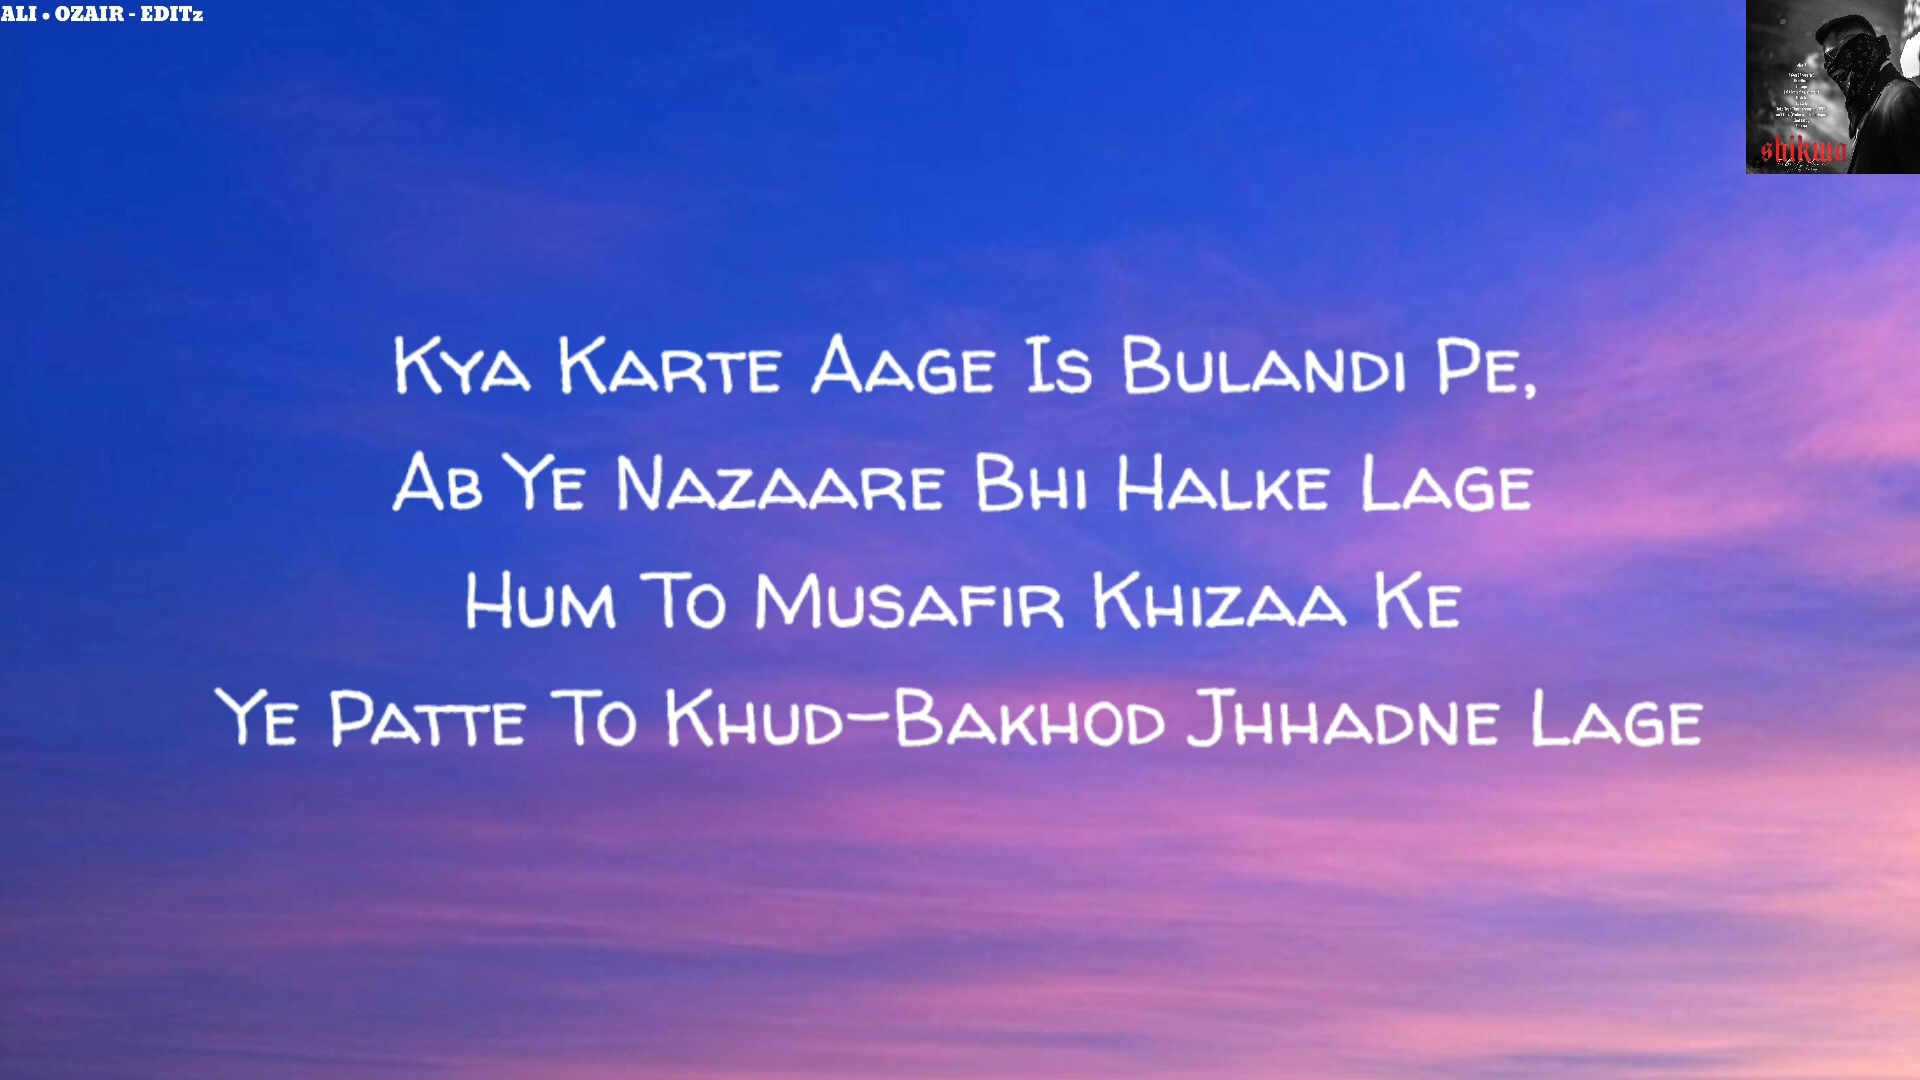 ALI • OZAIR - EDITz
shikwa
Kya Karte Aage Is Bulandi Pe,
Ab Ye Nazaare Bhi Halke Lage
Hum To Musafir Khizaa Ke
Ye Patte To Khud-Bakhod Jhhadne Lage